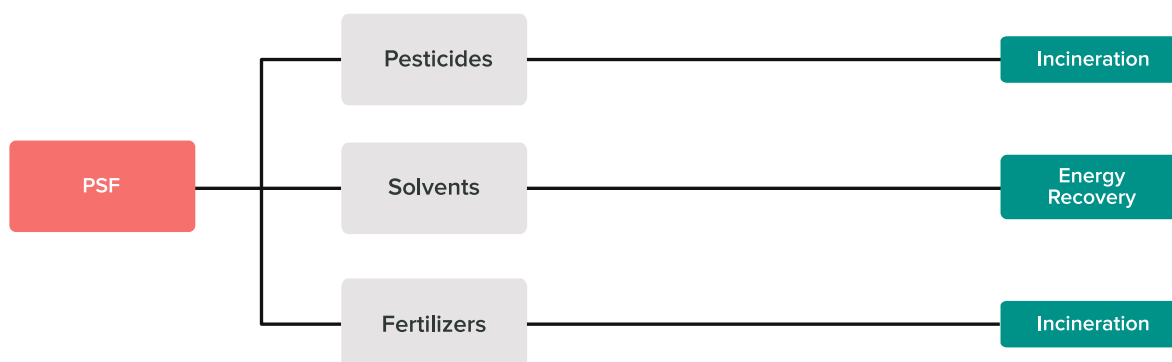 Pesticides
Incineration
PSF
Solvents
Energy
Recovery
Fertilizers
Incineration